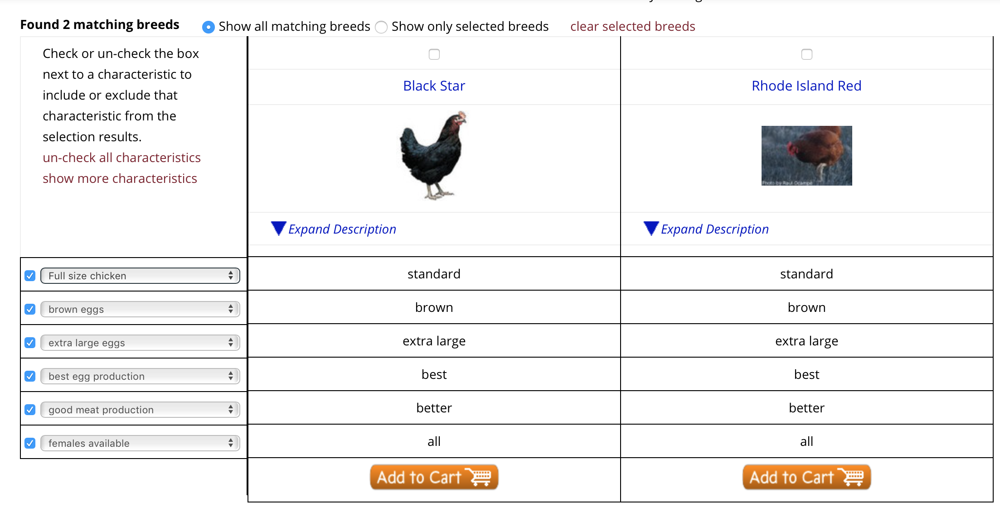 Found 2 matching breeds Show all matching breeds Show only selected breeds clear selected breeds
Check or un-check the box
next to a characteristic to
include or exclude that
characteristic from the
selection results.
un-check all characteristics
show more characteristics
Black Star Rhode Island Red
Photo by Raul Ocampo
Expand Description Expand Description
Full size chicken standard standard
brown eggs brown brown
extra large eggs extra large extra large
best egg production best best
good meat production better better
females available all all
Add to Cart Add to Cart